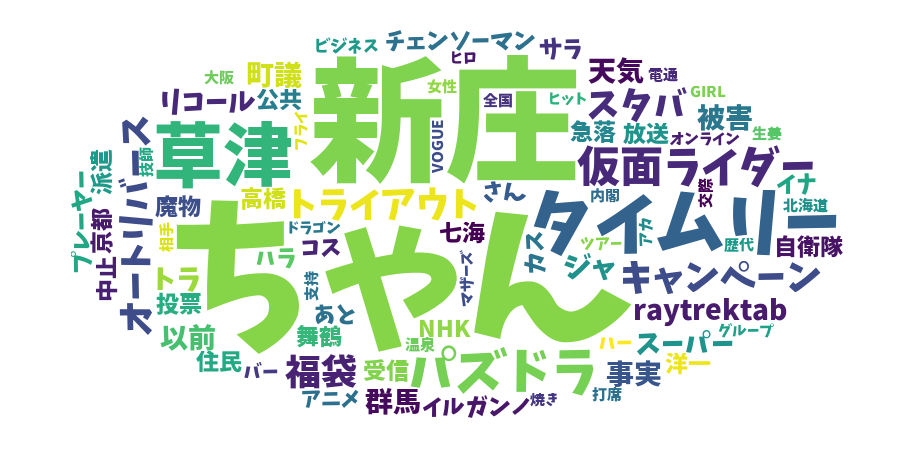 ビジネス
チェンソーマン
サラ
ヒロ
大阪
町議
新庄
女性
天気
電通
リコール
公共
全国
ヒット
スタバ
GIRL
被害
フライ
VOGUE
急落
放送
オンライン
生姜
オートリバース
技師
草津
仮面ライダー
派遣
プレーヤー
京都
中止
魔物
高橋
トライアウト
さん
内閣
交際
イナ
北海道
相手
ちゃん
ドラゴン
コス
七海
タイムリー
カス
ツアー
アカ
歴代
自衛隊
ハラ
マザーズ
ジャ
キャンペーン
トラ
支持
投票
あと
raytrektab
以前
舞鶴
NHK
グループ
住民
バー
福袋
受信
温泉
パズドラ
ハー
スーパー
事実
洋一
アニメ
群馬
イルガンノ
焼き
打席